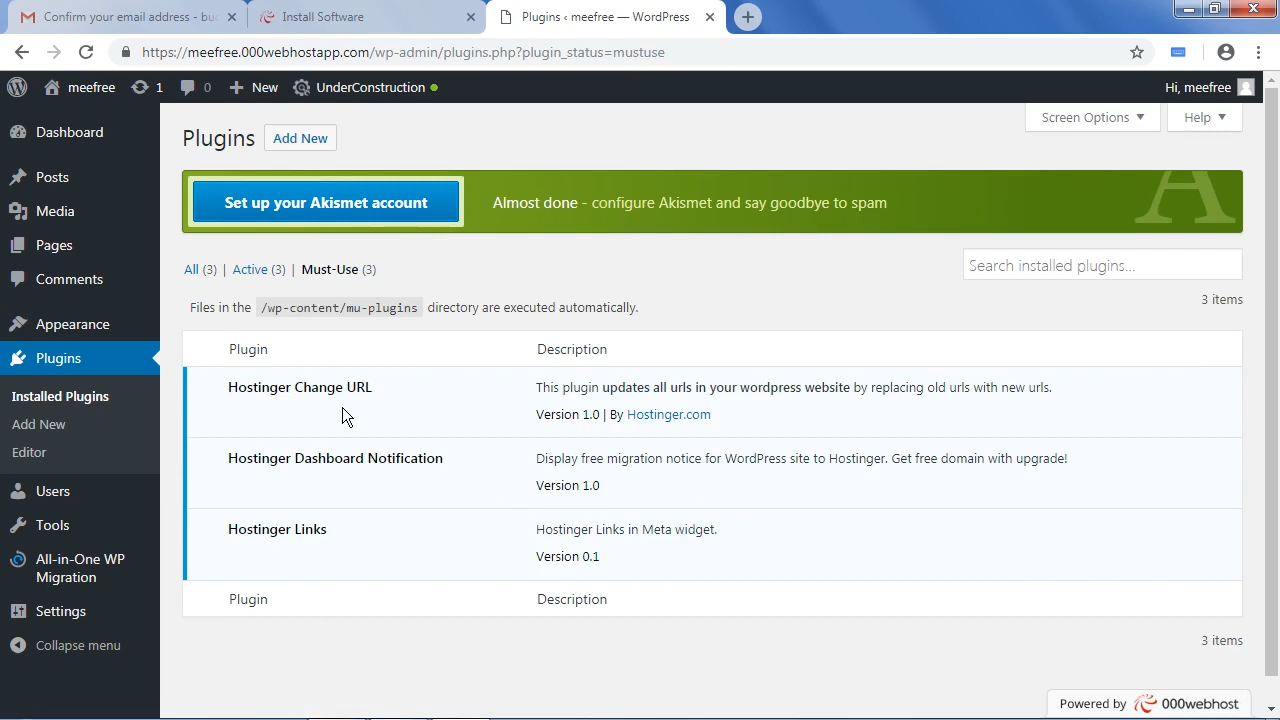 Confirm your email address - buc
Install Software
Plugins ‹ meefree — WordPress
https://meefree.000webhostapp.com/wp-admin/plugins.php?plugin_status=mustuse
meefree
1
0
New
UnderConstruction
Hi, meefree
Dashboard
Posts
Media
Pages
Comments
Appearance
Plugins
Installed Plugins
Add New
Editor
Users
Tools
All-in-One WP
Migration
Settings
Collapse menu
Screen Options
Help
Plugins
Add New
Set up your Akismet account
Almost done - configure Akismet and say goodbye to spam
A
All (3) | Active (3) | Must-Use (3)
Search installed plugins...
Files in the /wp-content/mu-plugins directory are executed automatically.
3 items
Plugin Description
Hostinger Change URL
This plugin updates all urls in your wordpress website by replacing old urls with new urls.
Version 1.0 | By Hostinger.com
Hostinger Dashboard Notification
Display free migration notice for WordPress site to Hostinger. Get free domain with upgrade!
Version 1.0
Hostinger Links
Hostinger Links in Meta widget.
Version 0.1
Plugin Description
3 items
Powered by 000webhost